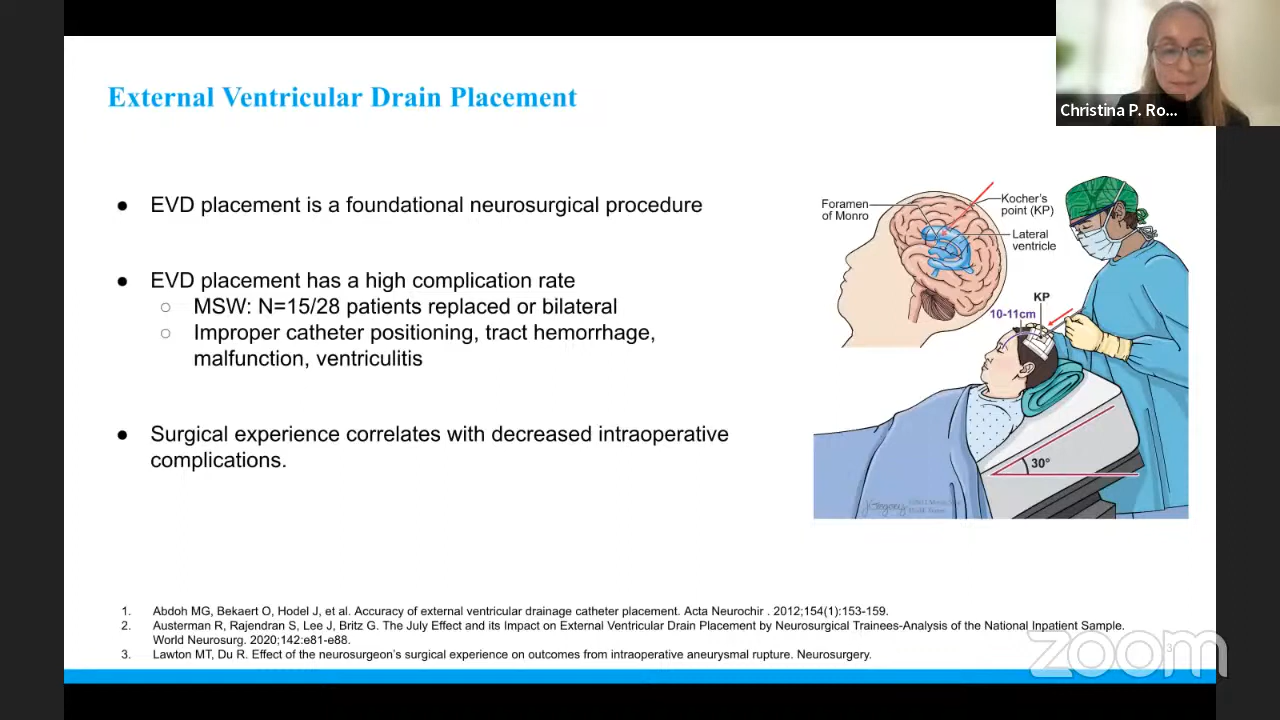 Christina P. Ro...
External Ventricular Drain Placement
● EVD placement is a foundational neurosurgical procedure
● EVD placement has a high complication rate
○ MSW: N=15/28 patients replaced or bilateral
○ Improper catheter positioning, tract hemorrhage,
malfunction, ventriculitis
● Surgical experience correlates with decreased intraoperative
complications.
Foramen
of Monro
Kocher's
point (KP)
Lateral
ventricle
KP
10-11cm
30°
1. Abdoh MG, Bekaert O, Hodel J, et al. Accuracy of external ventricular drainage catheter placement. Acta Neurochir . 2012;154(1):153-159.
2. Austerman R, Rajendran S, Lee J, Britz G. The July Effect and its Impact on External Ventricular Drain Placement by Neurosurgical Trainees-Analysis of the National Inpatient Sample.
World Neurosurg. 2020;142:e81-e88.
3. Lawton MT, Du R. Effect of the neurosurgeon's surgical experience on outcomes from intraoperative aneurysmal rupture. Neurosurgery.
3
zoom